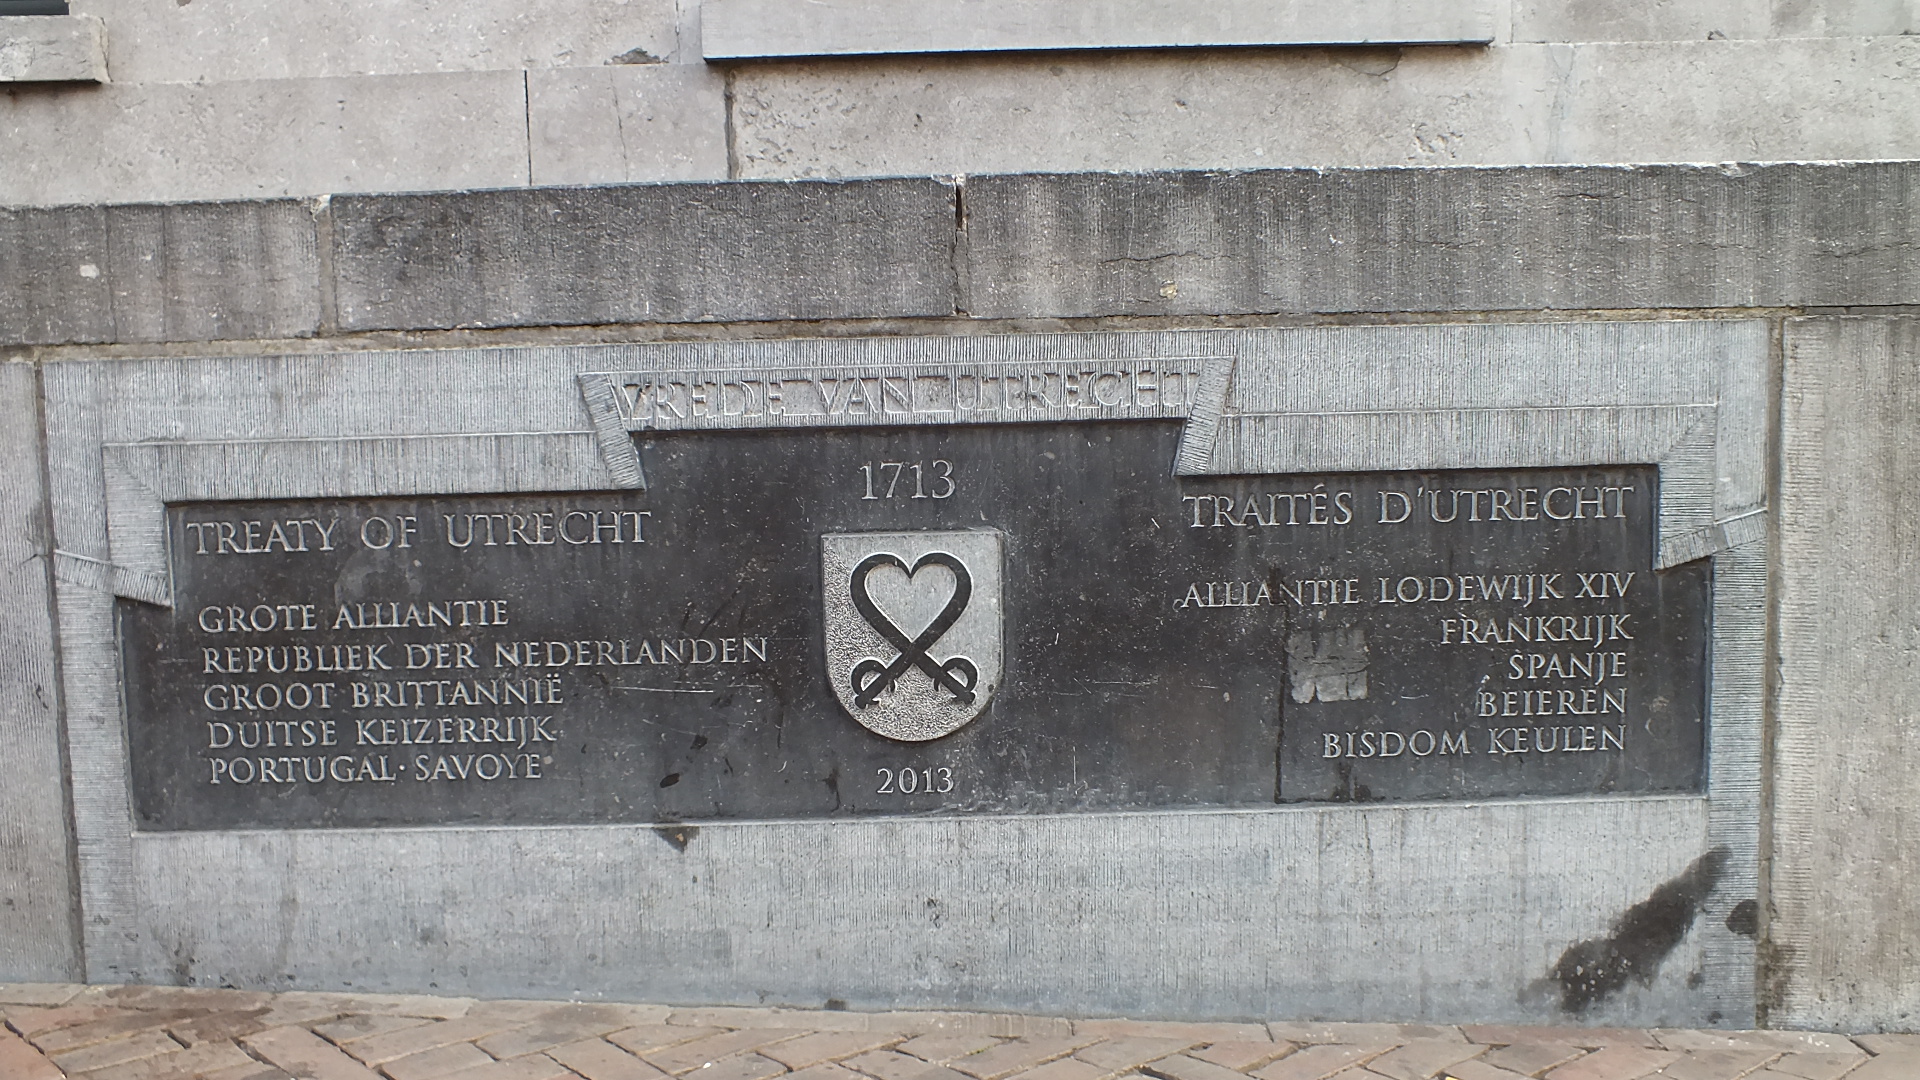 VREDE VAN UTRECHT
1713
TREATY OF UTRECHT
GROTE ALLIANTIE
REPUBLIEK DER NEDERLANDEN
GROOT BRITTANNIË
DUITSE KEIZERRIJK
PORTUGAL · SAVOYE
TRAITÉS D'UTRECHT
ALLIANTIE LODEWIJK XIV
FRANKRIJK
SPANJE
BEIEREN
BISDOM KEULEN
2013